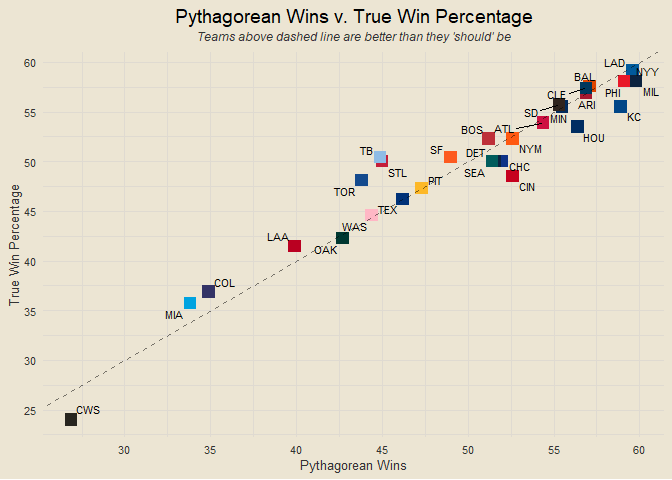 Pythagorean Wins v. True Win Percentage
Teams above dashed line are better than they 'should' be
True Win Percentage
60
55
50
45
40
35
30
25
LAD
NYY
BAL
PHI
MIL
CLE
ARI
KC
SD
MIN
HOU
BOS
ATL
NYM
TB
SF
DET
STL
SEA
CHC
CIN
TOR
PIT
TEX
WAS
LAA
OAK
COL
MIA
CWS
30
35
40
45
50
55
60
Pythagorean Wins